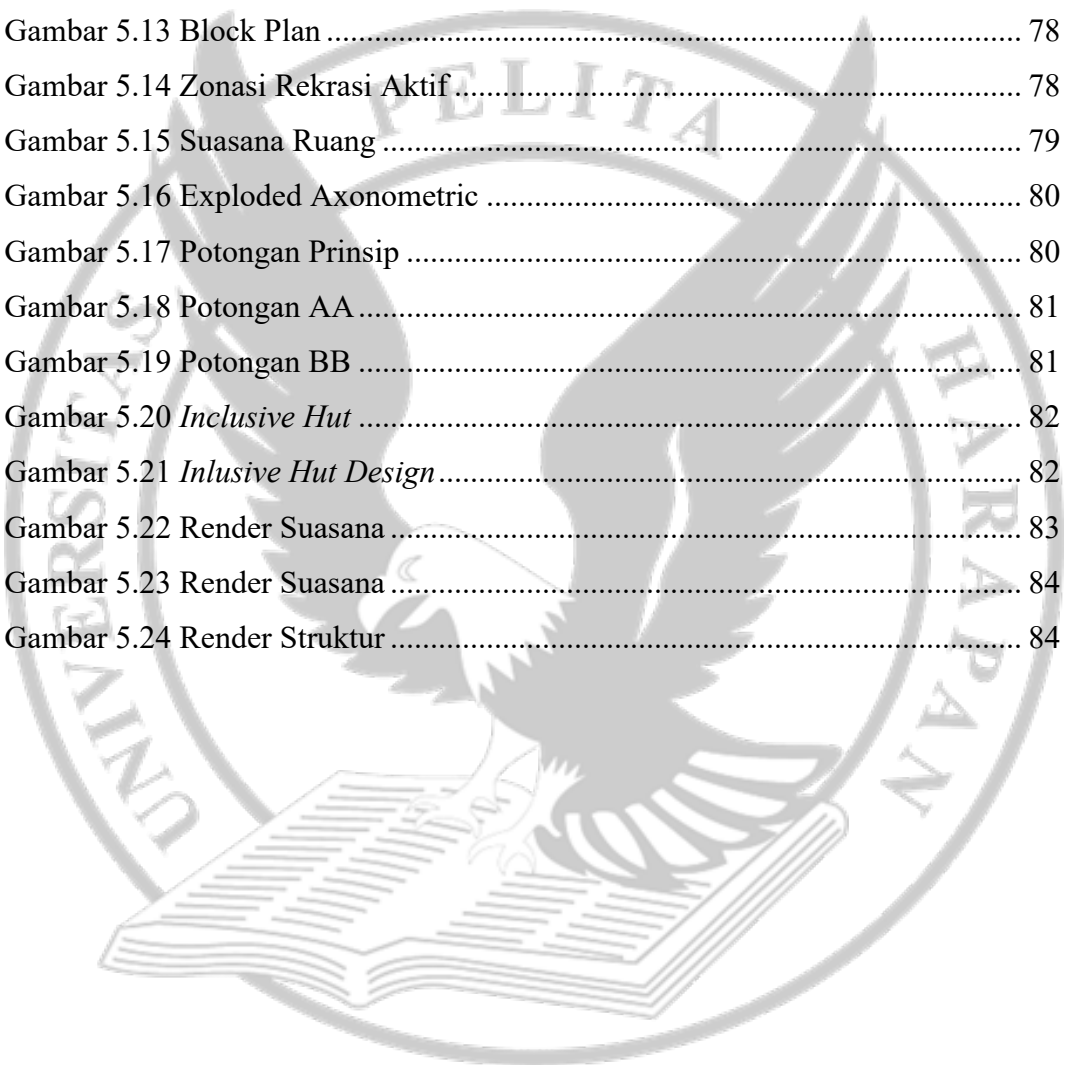 Gambar 5.13 Block Plan ................................................................................ 78
Gambar 5.14 Zonasi Rekrasi Aktif ................................................................................ 78
Gambar 5.15 Suasana Ruang ................................................................................ 79
Gambar 5.16 Exploded Axonometric ................................................................................ 80
Gambar 5.17 Potongan Prinsip ................................................................................ 80
Gambar 5.18 Potongan AA ................................................................................ 81
Gambar 5.19 Potongan BB ................................................................................ 81
Gambar 5.20 Inclusive Hut ................................................................................ 82
Gambar 5.21 Inlusive Hut Design ................................................................................ 82
Gambar 5.22 Render Suasana ................................................................................ 83
Gambar 5.23 Render Suasana ................................................................................ 84
Gambar 5.24 Render Struktur ................................................................................ 84
UNIVERSITAS PELITA HARAPAN